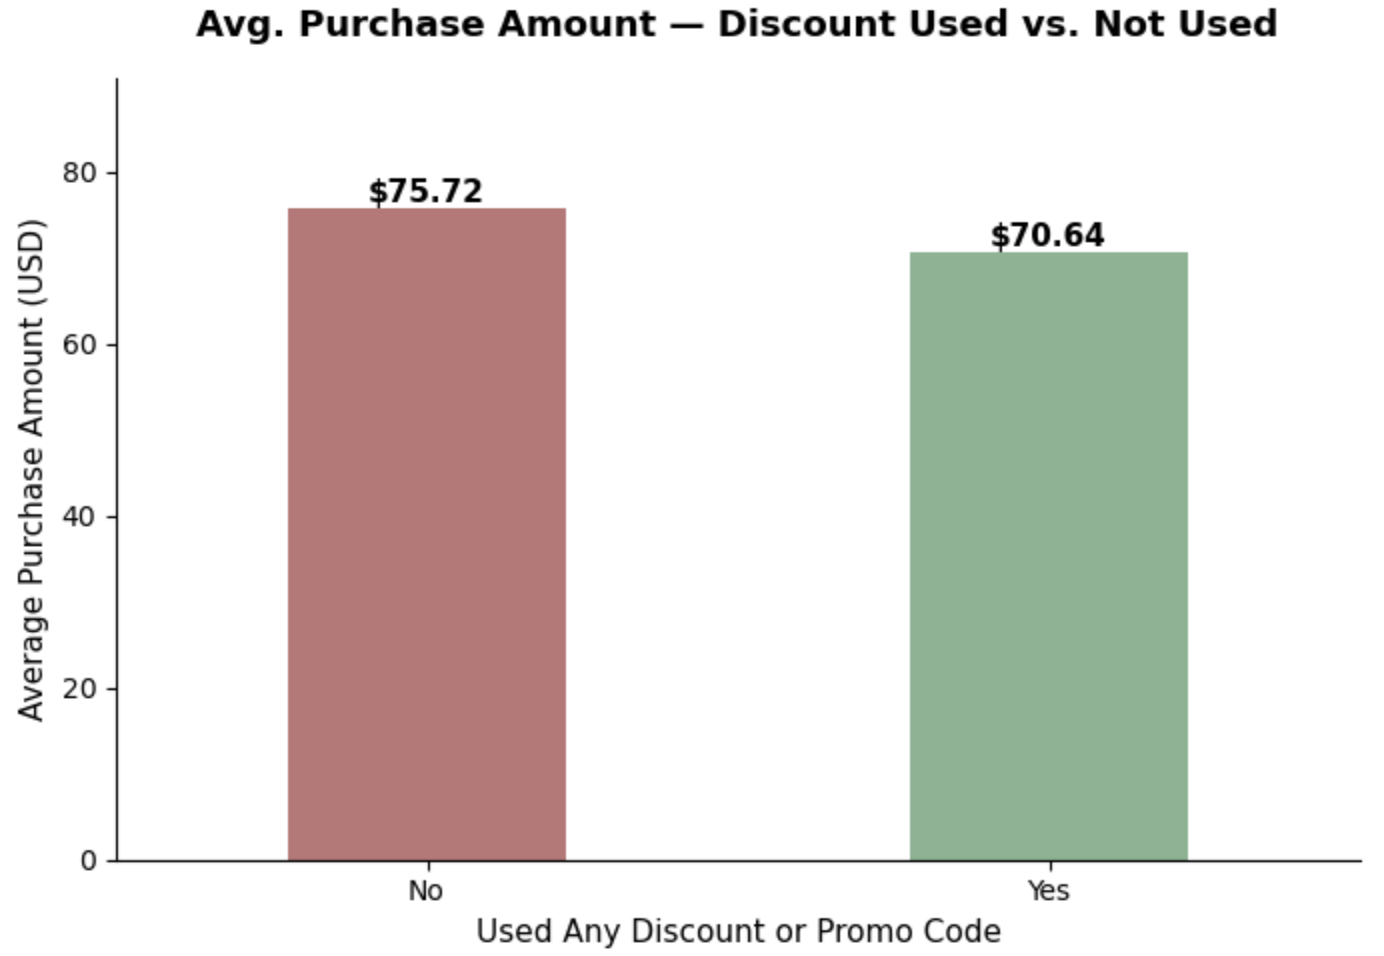 Avg. Purchase Amount — Discount Used vs. Not Used
Average Purchase Amount (USD)
80
60
40
20
0
$75.72
$70.64
No
Yes
Used Any Discount or Promo Code